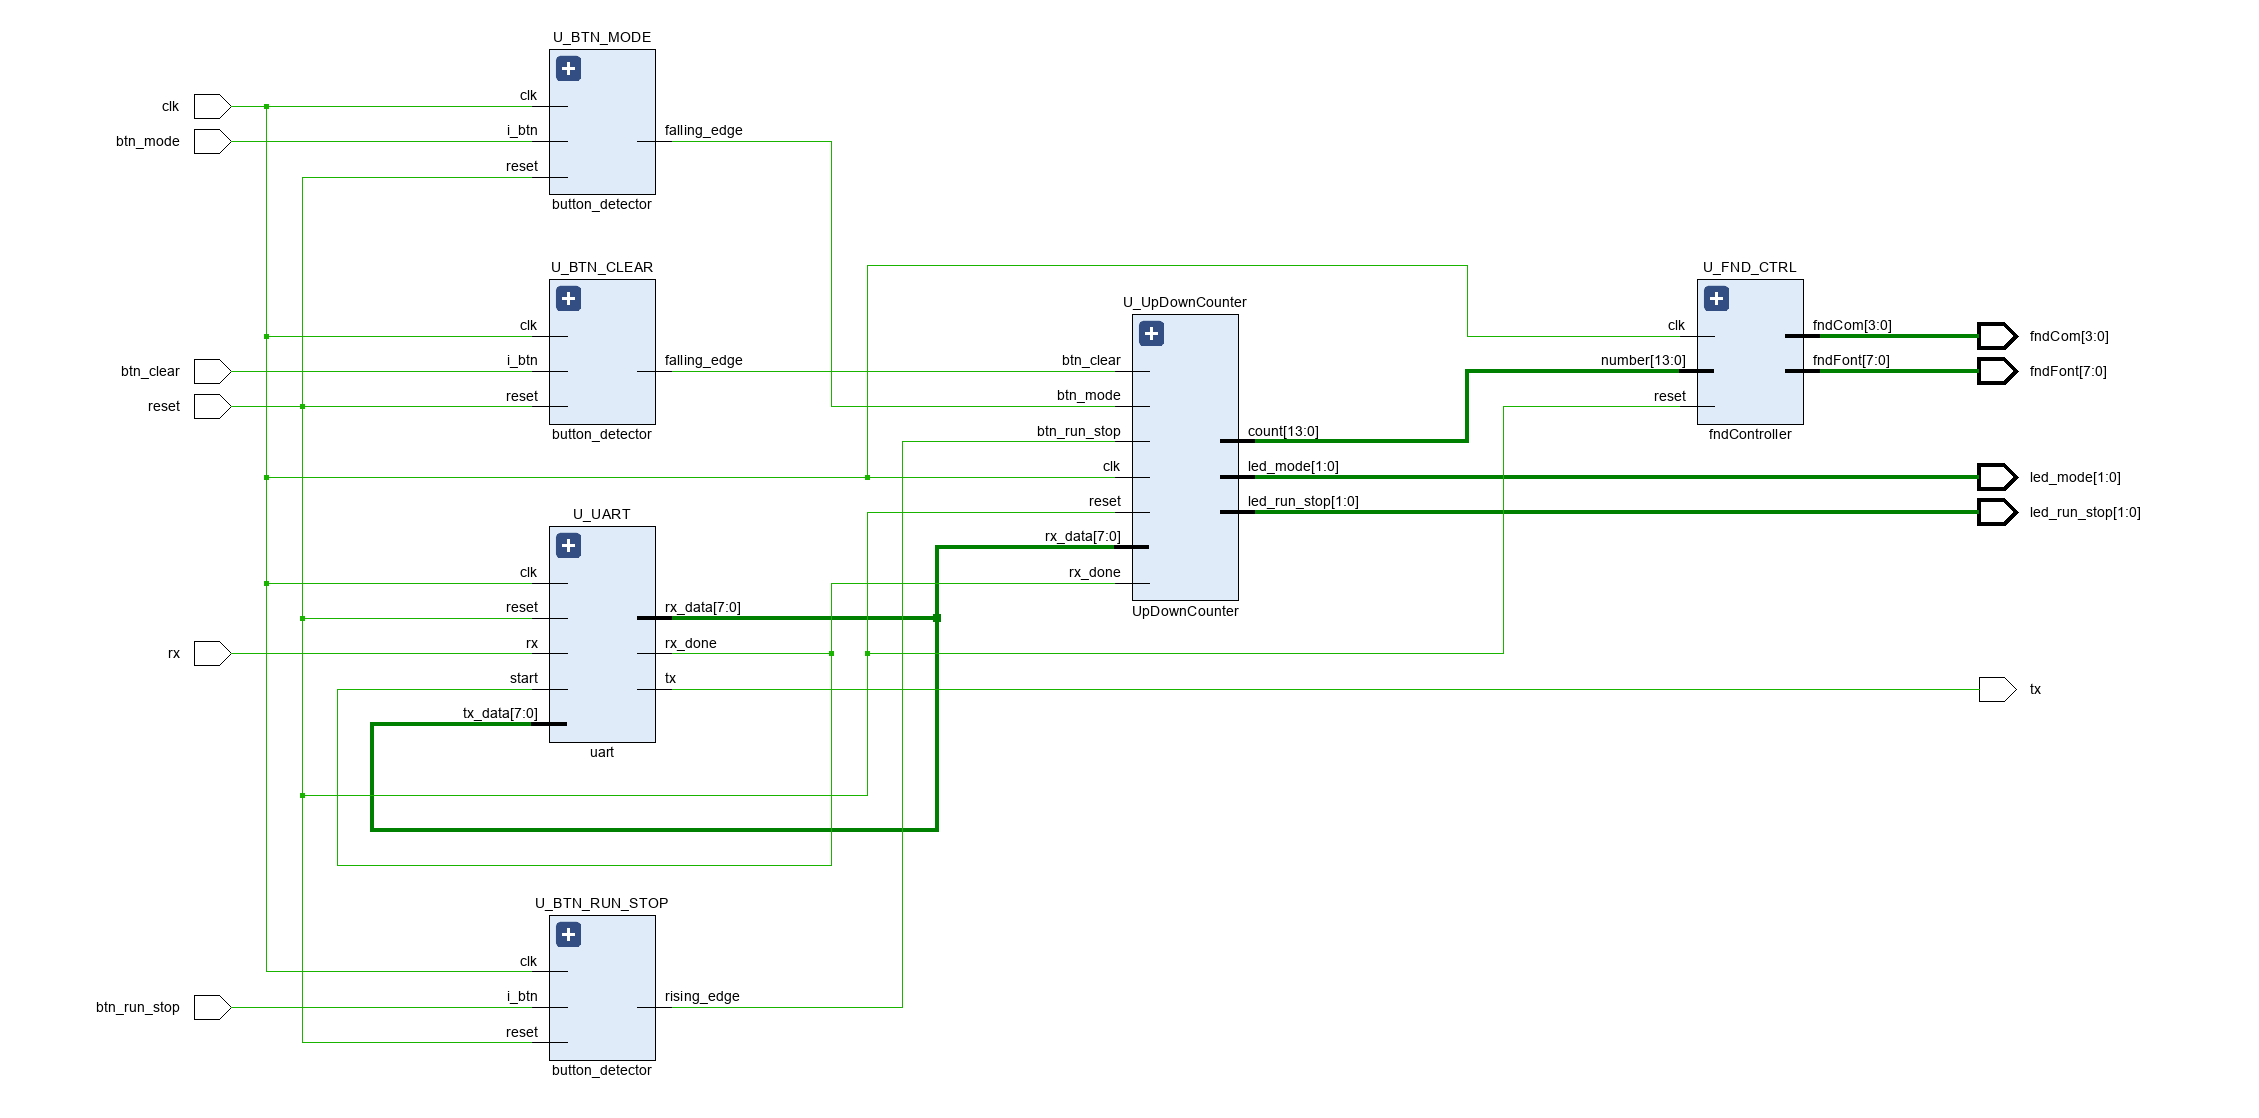 U_BTN_MODE
clk
clk
btn_mode
i_btn
falling_edge
reset
button_detector
U_BTN_CLEAR
clk
btn_clear
i_btn
falling_edge
reset
reset
button_detector
U_UpDownCounter
btn_clear
btn_mode
btn_run_stop
count[13:0]
clk
led_mode[1:0]
reset
led_run_stop[1:0]
rx_data[7:0]
rx_done
UpDownCounter
U_FND_CTRL
clk
fndCom[3:0]
fndCom[3:0]
number[13:0]
fndFont[7:0]
fndFont[7:0]
reset
fndController
led_mode[1:0]
led_run_stop[1:0]
U_UART
clk
reset
rx_data[7:0]
rx
rx
rx_done
start
tx
tx
tx_data[7:0]
uart
U_BTN_RUN_STOP
clk
btn_run_stop
i_btn
rising_edge
reset
button_detector